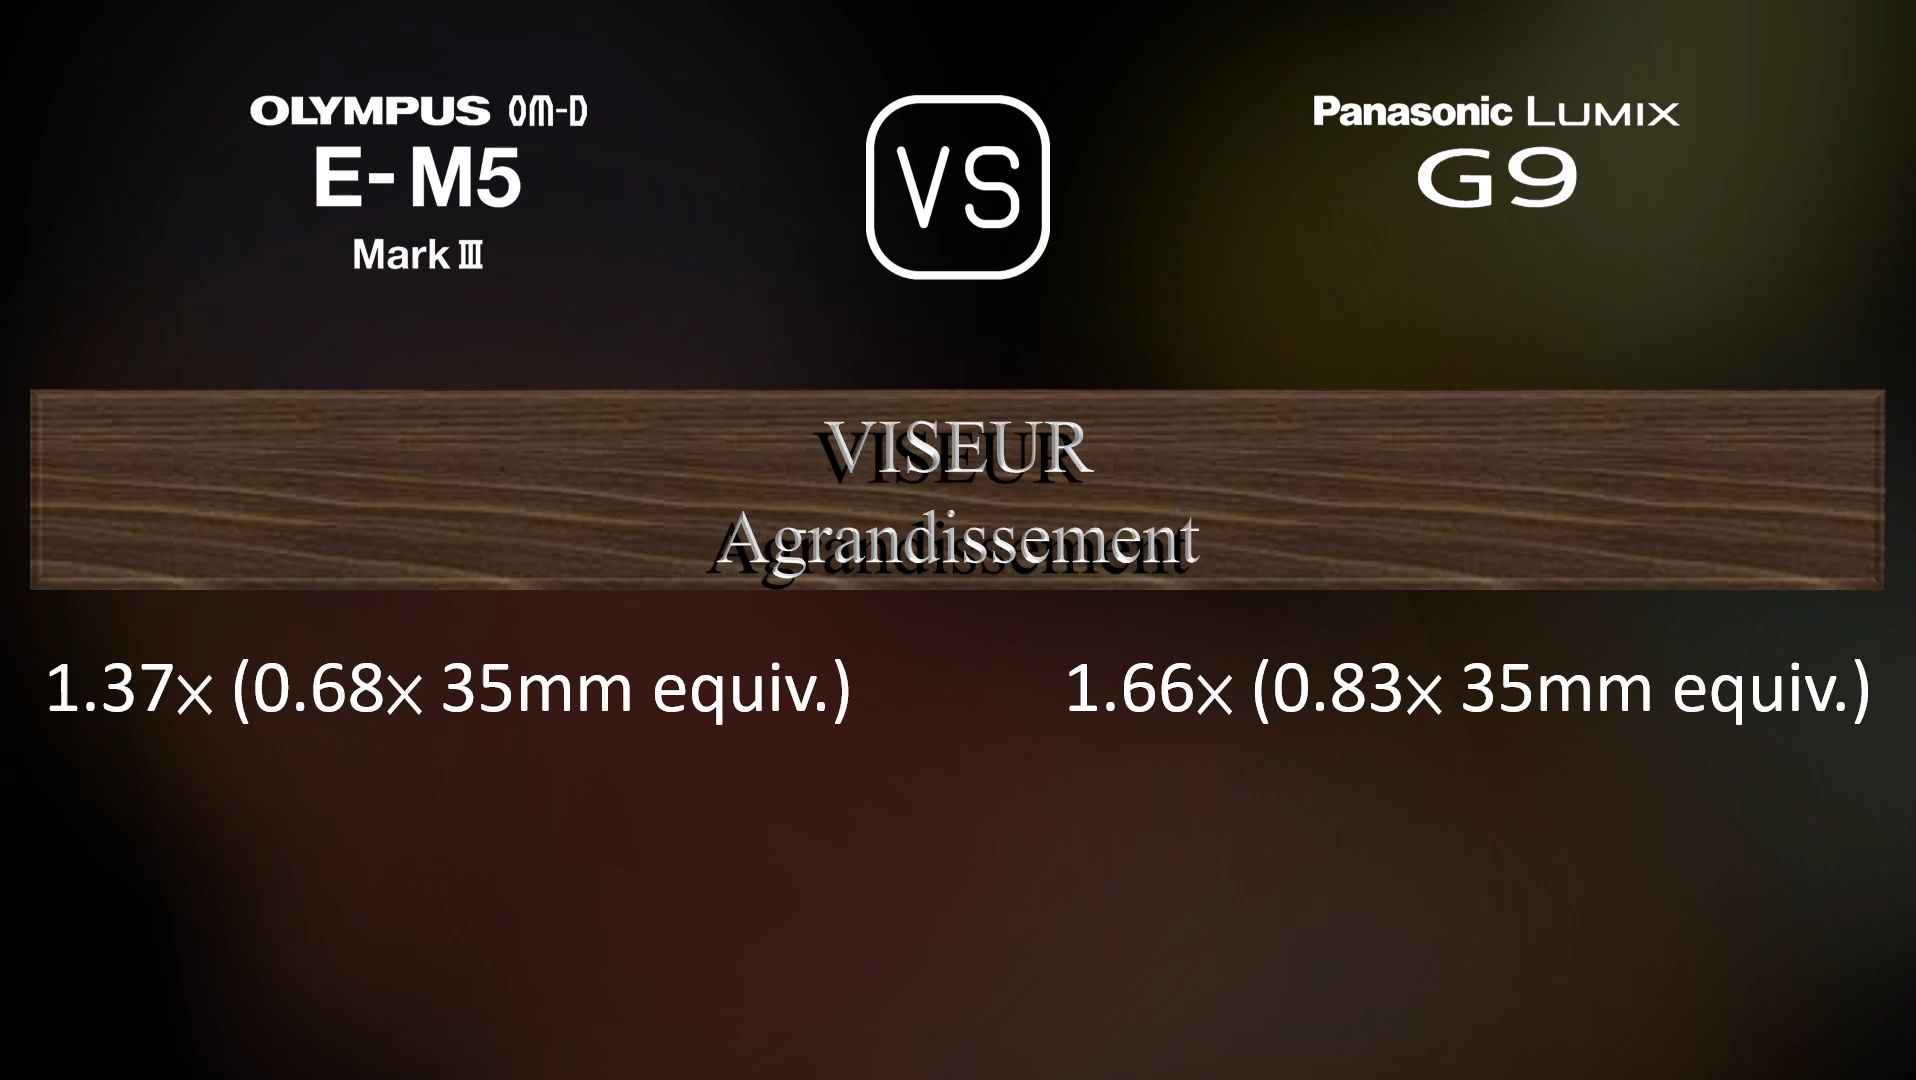 OLYMPUS OM-D
E-M5
Mark III
VS
Panasonic LUMIX
G9
VISEUR
Agrandissement
1.37x (0.68x 35mm equiv.)
1.66x (0.83x 35mm equiv.)